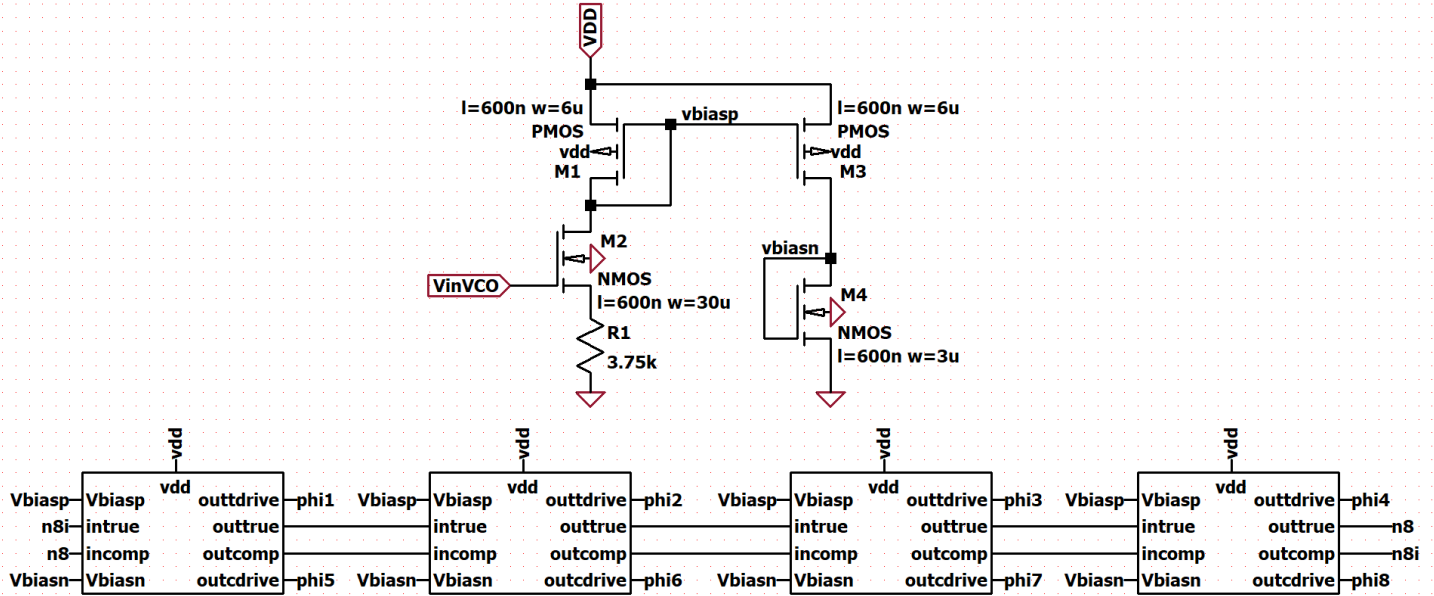 VDD
l=600n w=6u
PMOS
vdd
M1
vbiasp
l=600n w=6u
PMOS
vdd
M3
M2
NMOS
l=600n w=30u
VinVCO
R1
3.75k
vbiasn
M4
NMOS
l=600n w=3u
vdd
vdd
Vbiasp Vbiasp outtdrive phi1
n8i intrue outtrue
n8 incomp outcomp
Vbiasn Vbiasn outcdrive phi5
vdd
vdd
Vbiasp Vbiasp outtdrive phi2
intrue outtrue
incomp outcomp
Vbiasn Vbiasn outcdrive phi6
vdd
vdd
Vbiasp Vbiasp outtdrive phi3
intrue outtrue
incomp outcomp
Vbiasn Vbiasn outcdrive phi7
vdd
vdd
Vbiasp Vbiasp outtdrive phi4
intrue outtrue n8
incomp outcomp n8i
Vbiasn Vbiasn outcdrive phi8